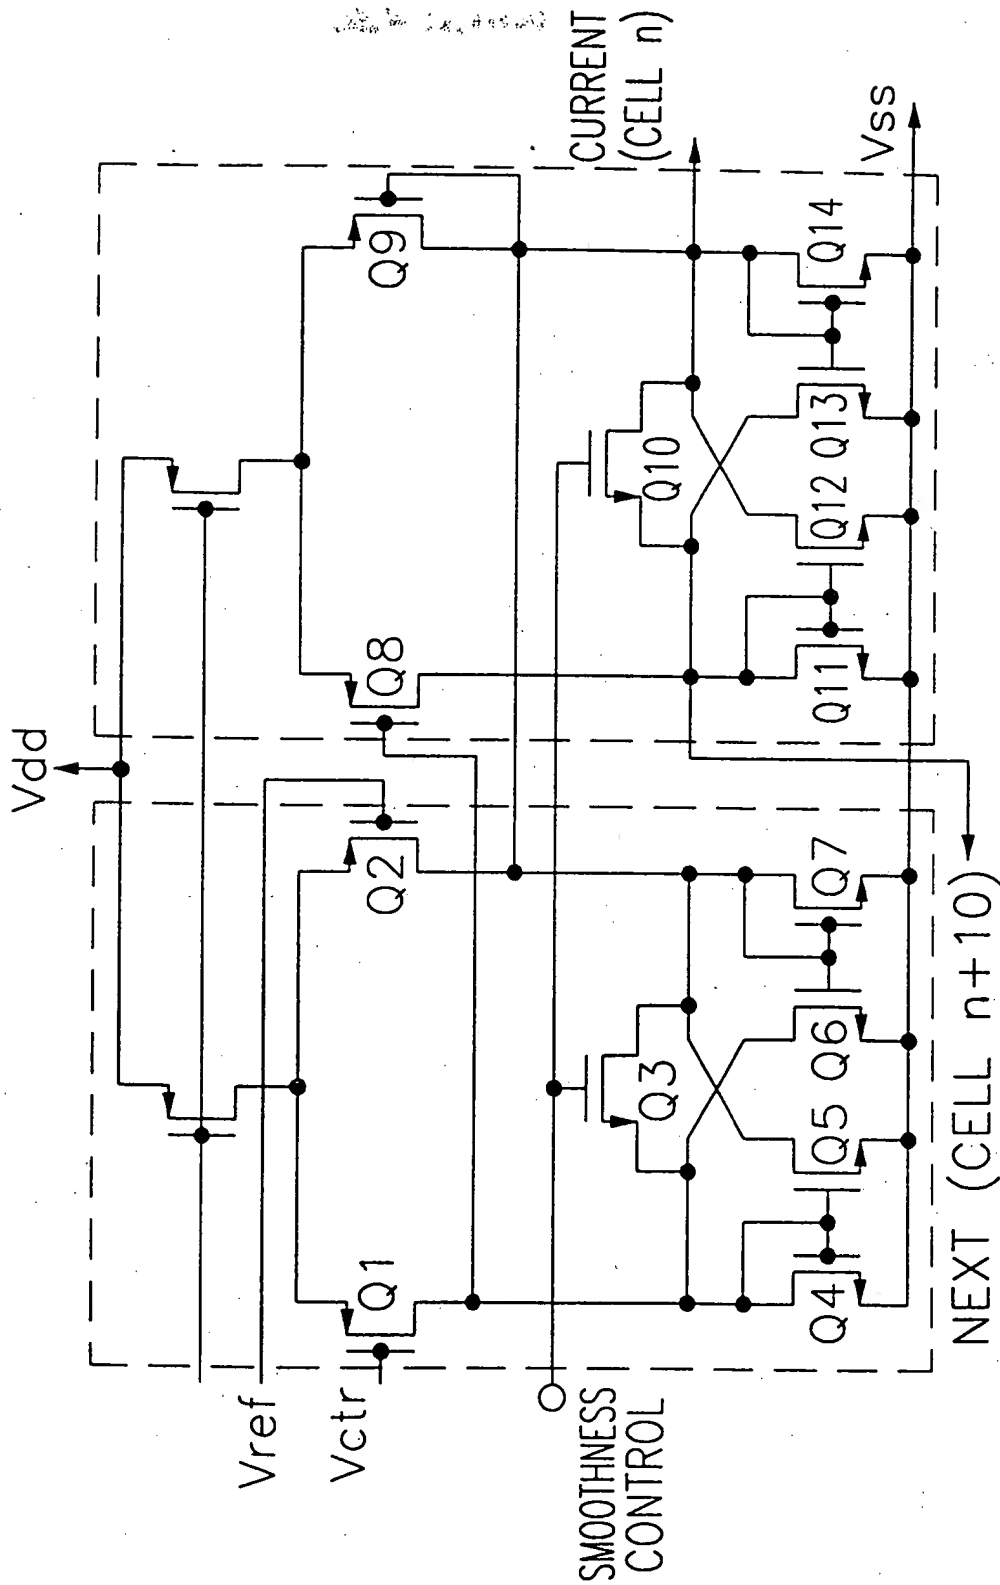 Vdd
Vref
Vctr
SMOOTHNESS
CONTROL
Q1
Q2
Q8
Q9
Q3
Q10
Q4
Q5
Q6
Q7
Q11
Q12
Q13
Q14
CURRENT
(CELL n)
Vss
NEXT (CELL n+10)